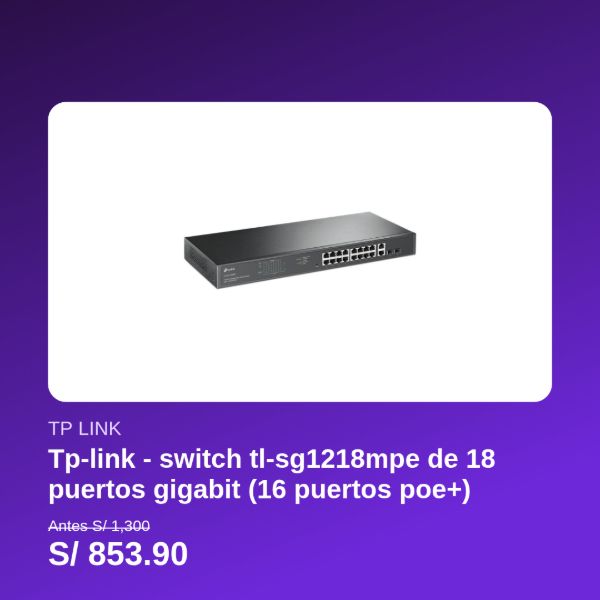 TP LINK
Tp-link - switch tl-sg1218mpe de 18
puertos gigabit (16 puertos poe+)
Antes S/ 1,300
S/ 853.90